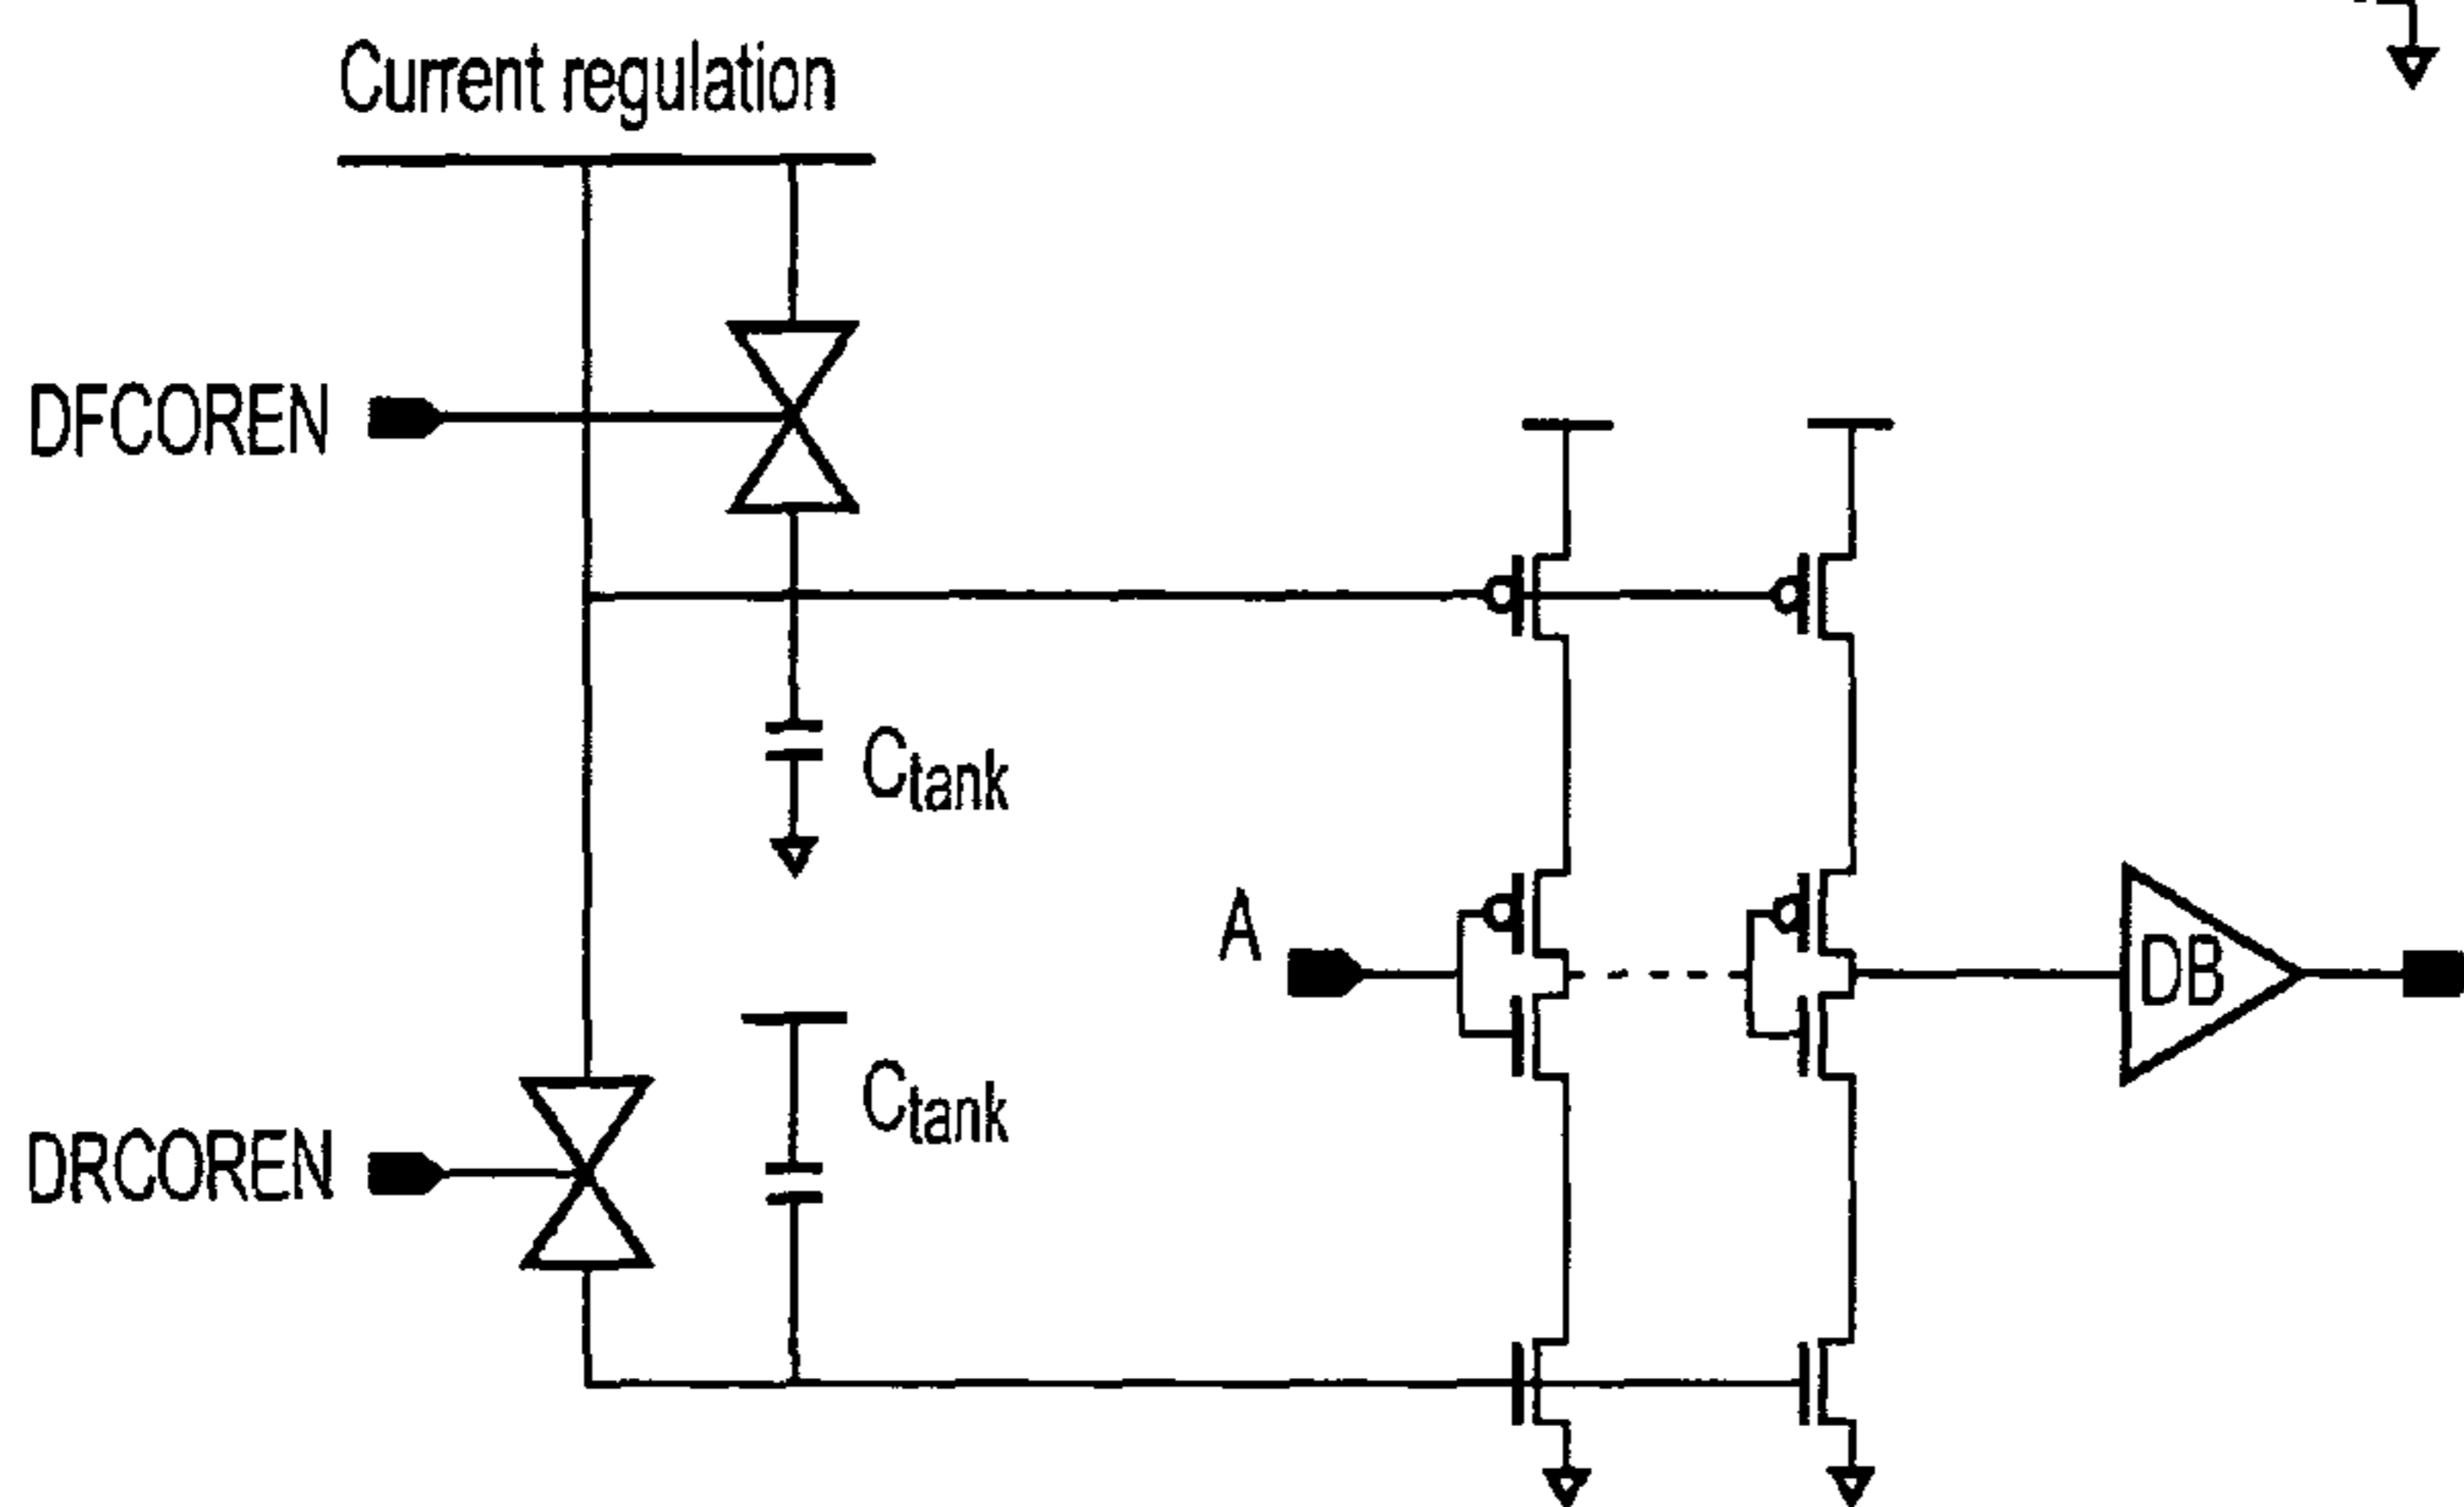 Current regulation
DFCOREN
Ctank
A
DB
Ctank
DRCOREN